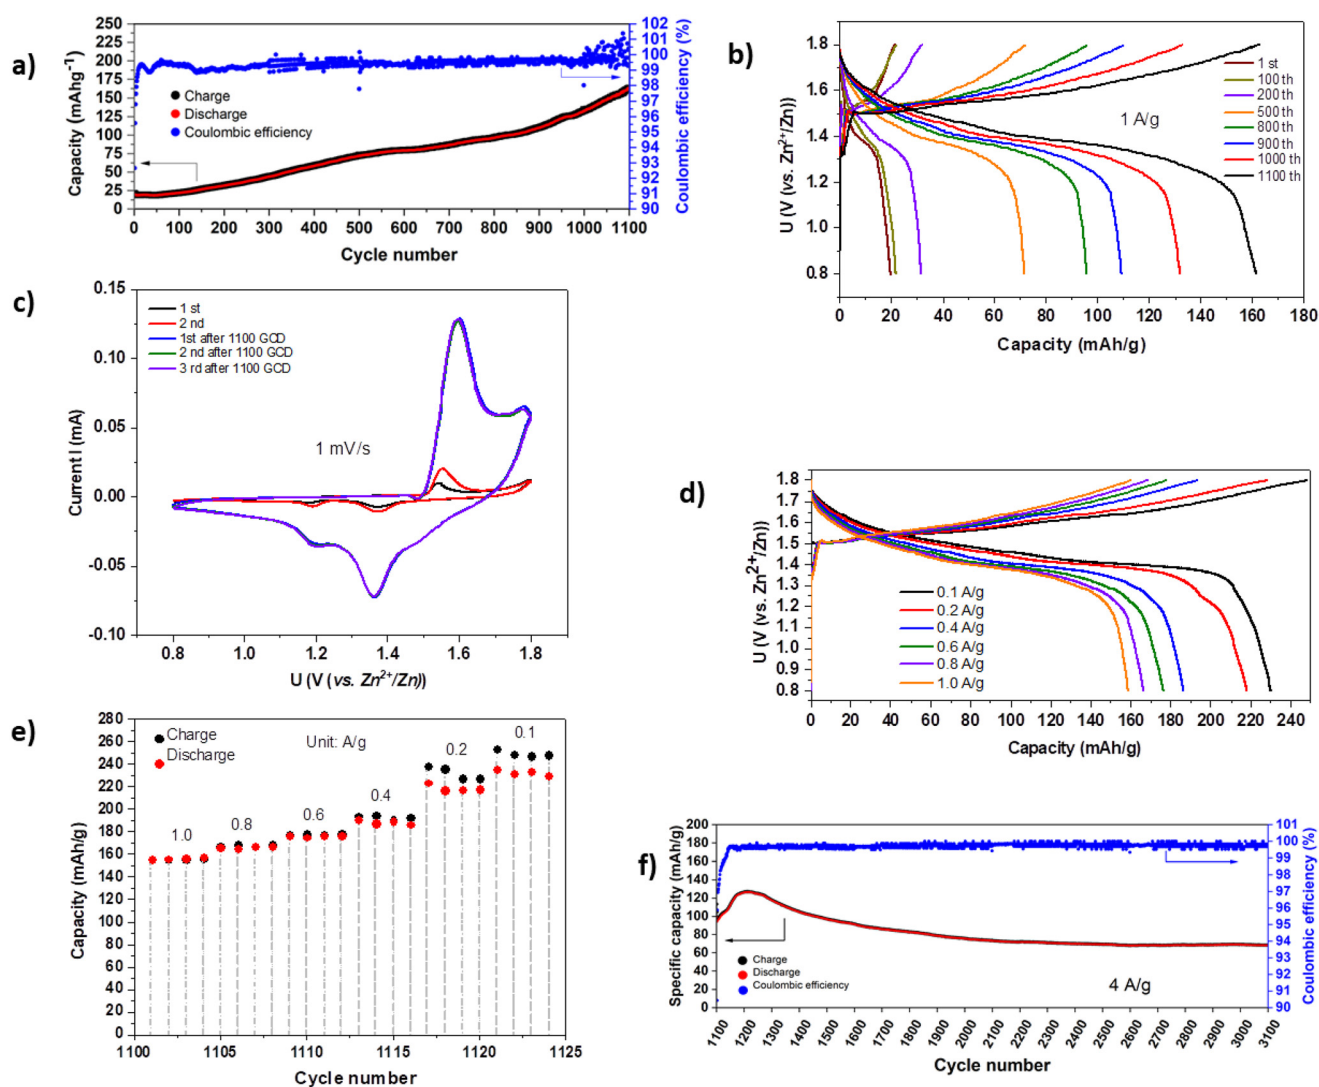 a)
Capacity (mAhg⁻¹)
250
225
200
175
150
125
100
75
50
25
0
Charge
Discharge
Coulombic efficiency
102
101
100
99
98
97
96
95
94
93
92
91
90
Coulombic efficiency (%)
0 100 200 300 400 500 600 700 800 900 1000 1100
Cycle number
b)
U (V (vs. Zn²⁺/Zn))
1.8
1.6
1.4
1.2
1.0
0.8
1 A/g
1 st
100 th
200 th
500 th
800 th
900 th
1000 th
1100 th
0 20 40 60 80 100 120 140 160 180
Capacity (mAh/g)
c)
Current I (mA)
0.15
0.10
0.05
0.00
-0.05
-0.10
1 st
2 nd
1st after 1100 GCD
2 nd after 1100 GCD
3 rd after 1100 GCD
1 mV/s
0.8 1.0 1.2 1.4 1.6 1.8
U (V (vs. Zn²⁺/Zn))
d)
U (V (vs. Zn²⁺/Zn))
1.8
1.7
1.6
1.5
1.4
1.3
1.2
1.1
1.0
0.9
0.8
0.1 A/g
0.2 A/g
0.4 A/g
0.6 A/g
0.8 A/g
1.0 A/g
0 20 40 60 80 100 120 140 160 180 200 220 240
Capacity (mAh/g)
e)
Capacity (mAh/g)
280
260
240
220
200
180
160
140
120
100
80
60
40
20
0
Charge
Discharge
Unit: A/g
1.0
0.8
0.6
0.4
0.2
0.1
1100 1105 1110 1115 1120 1125
Cycle number
f)
Specific capacity (mAh/g)
200
180
160
140
120
100
80
60
40
20
0
Charge
Discharge
Coulombic efficiency
4 A/g
101
100
99
98
97
96
95
94
93
92
91
90
Coulombic efficiency (%)
1100 1200 1300 1400 1500 1600 1700 1800 1900 2000 2100 2200 2300 2400 2500 2600 2700 2800 2900 3000 3100
Cycle number